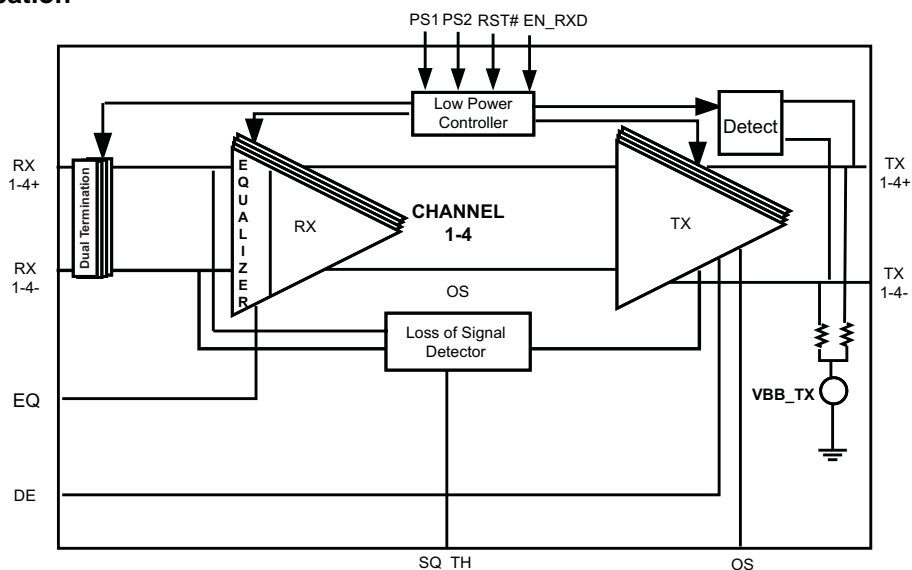 PS1 PS2 RST# EN_RXD
Low Power
Controller
Detect
RX
1-4+
TX
1-4+
Dual Termination
EQUALIZER
RX
CHANNEL
1-4
TX
RX
1-4-
TX
1-4-
OS
Loss of Signal
Detector
VBB_TX
EQ
DE
SQ_TH
OS